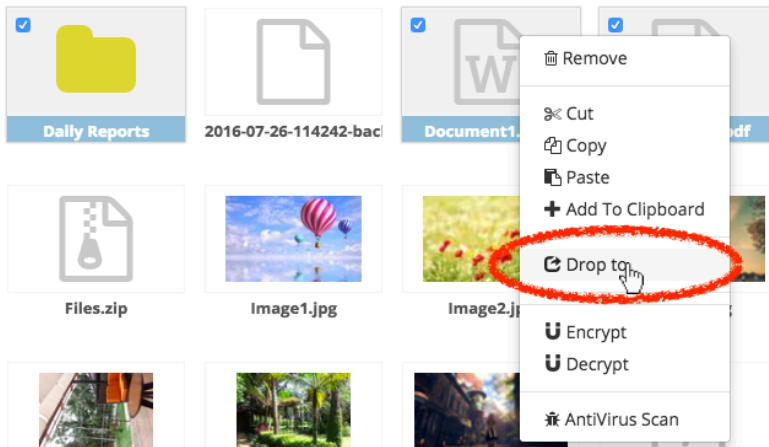 Daily Reports
2016-07-26-114242-bac
Document1.
pdf
Remove
Cut
Copy
Paste
Add To Clipboard
Drop to
Encrypt
Decrypt
AntiVirus Scan
Files.zip
Image1.jpg
Image2.jp
W